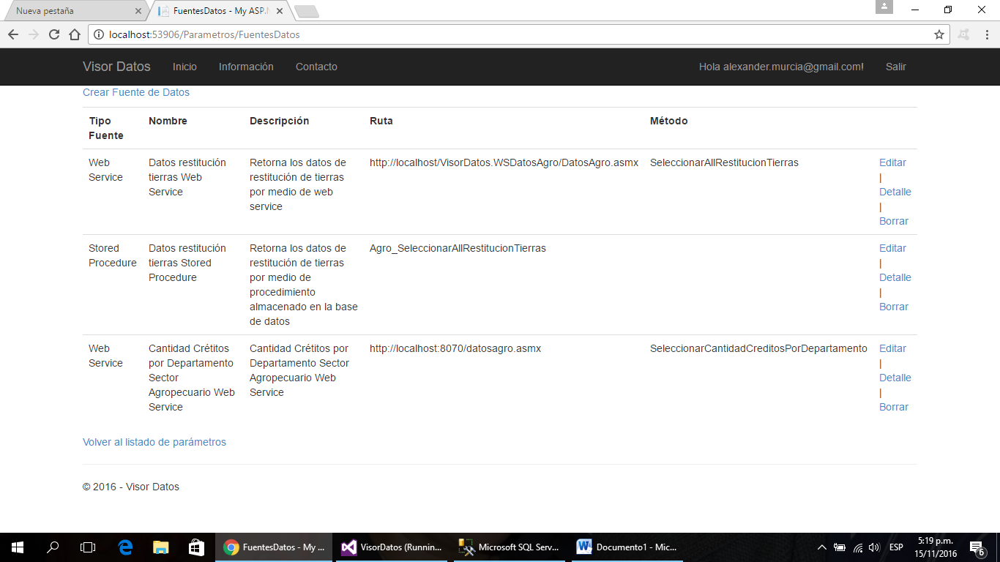 Nueva pestaña
FuentesDatos - My ASP.N
localhost:53906/Parametros/FuentesDatos
Visor Datos Inicio Información Contacto Hola alexander.murcia@gmail.com! Salir
Crear Fuente de Datos
Tipo Fuente Nombre Descripción Ruta Método
Web
Service
Datos restitución
tierras Web
Service
Retorna los datos de
restitución de tierras
por medio de web
service
http://localhost/VisorDatos.WSDatosAgro/DatosAgro.asmx
SeleccionarAllRestitucionTierras
Editar
|
Detalle
|
Borrar
Stored
Procedure
Datos restitución
tierras Stored
Procedure
Retorna los datos de
restitución de tierras
por medio de
procedimiento
almacenado en la base
de datos
Agro_SeleccionarAllRestitucionTierras
Editar
|
Detalle
|
Borrar
Web
Service
Cantidad Crétitos
por Departamento
Sector
Agropecuario Web
Service
Cantidad Crétitos por
Departamento Sector
Agropecuario Web
Service
http://localhost:8070/datosagro.asmx
SeleccionarCantidadCreditosPorDepartamento
Editar
|
Detalle
|
Borrar
Volver al listado de parámetros
© 2016 - Visor Datos
FuentesDatos - My ...
VisorDatos (Runnin...
Microsoft SQL Serv...
Documento1 - Mic...
ESP
5:19 p.m.
15/11/2016
6